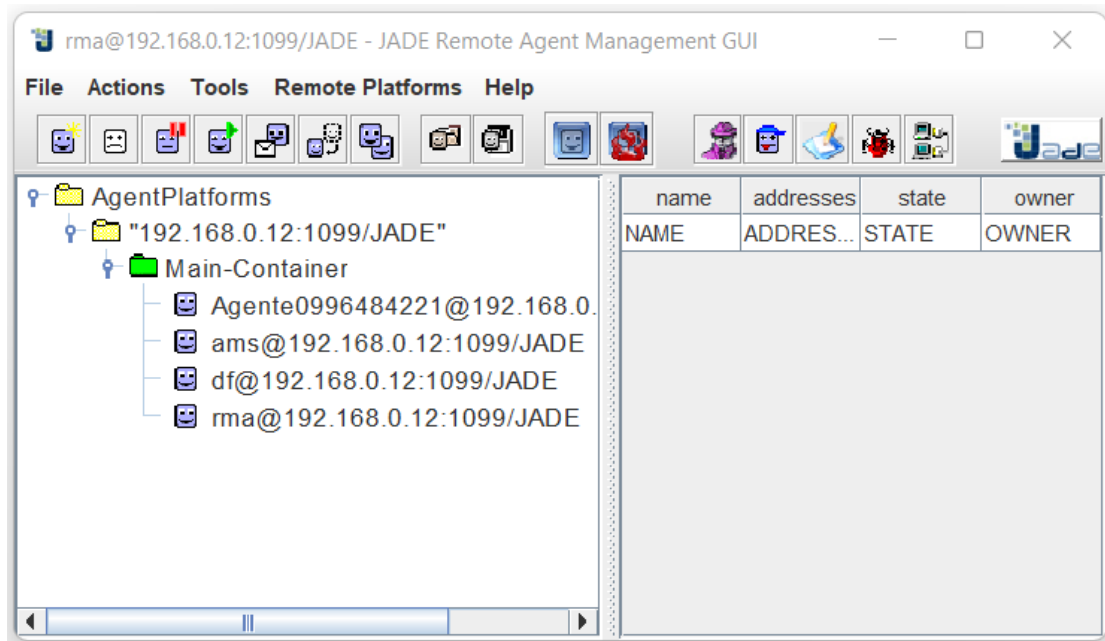 rma@192.168.0.12:1099/JADE - JADE Remote Agent Management GUI
File Actions Tools Remote Platforms Help
Jade
AgentPlatforms
"192.168.0.12:1099/JADE"
Main-Container
Agente0996484221@192.168.0.
ams@192.168.0.12:1099/JADE
df@192.168.0.12:1099/JADE
rma@192.168.0.12:1099/JADE
name addresses state owner
NAME ADDRES... STATE OWNER